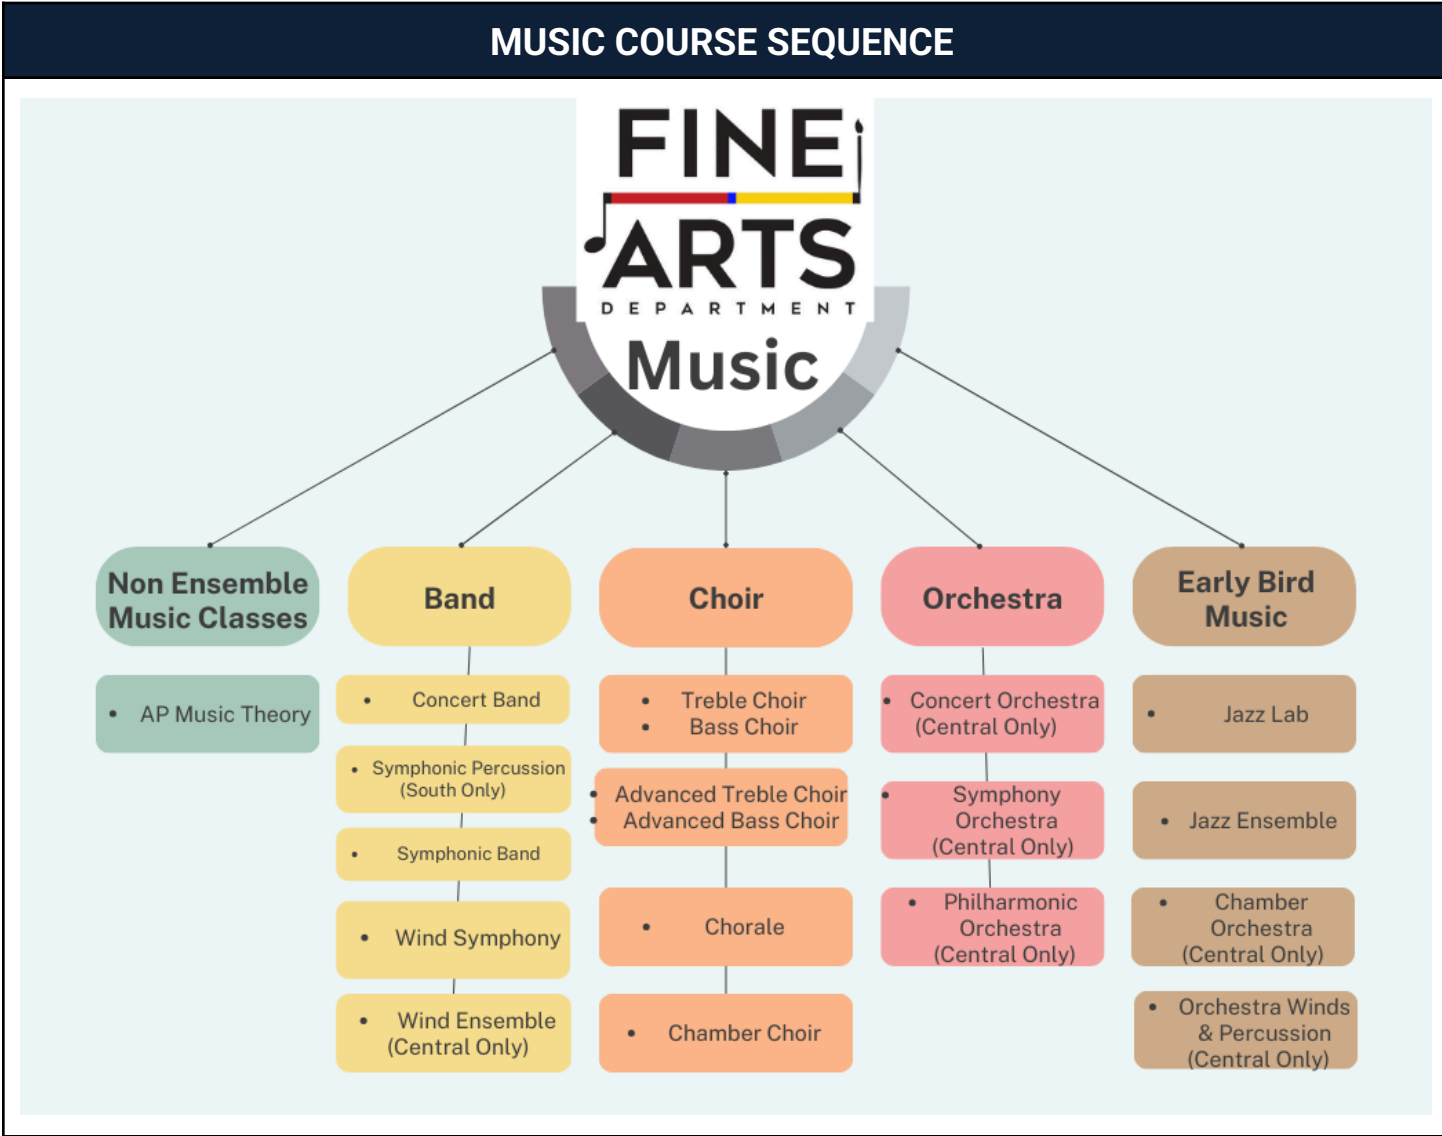 MUSIC COURSE SEQUENCE
FINE
ARTS
DEPARTMENT
Music
Non Ensemble
Music Classes
• AP Music Theory
Band
• Concert Band
• Symphonic Percussion
(South Only)
• Symphonic Band
• Wind Symphony
• Wind Ensemble
(Central Only)
Choir
• Treble Choir
• Bass Choir
• Advanced Treble Choir
• Advanced Bass Choir
• Chorale
• Chamber Choir
Orchestra
• Concert Orchestra
(Central Only)
• Symphony
Orchestra
(Central Only)
• Philharmonic
Orchestra
(Central Only)
Early Bird
Music
• Jazz Lab
• Jazz Ensemble
• Chamber
Orchestra
(Central Only)
• Orchestra Winds
& Percussion
(Central Only)